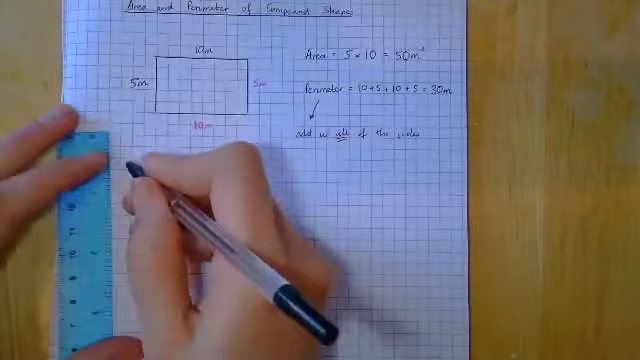 Area and Perimeter of Compound Shapes
10m
5m
5m
10m
Area = 5 × 10 = 50m²
Perimeter = 10 + 5 + 10 + 5 = 30m
add up all of the sides